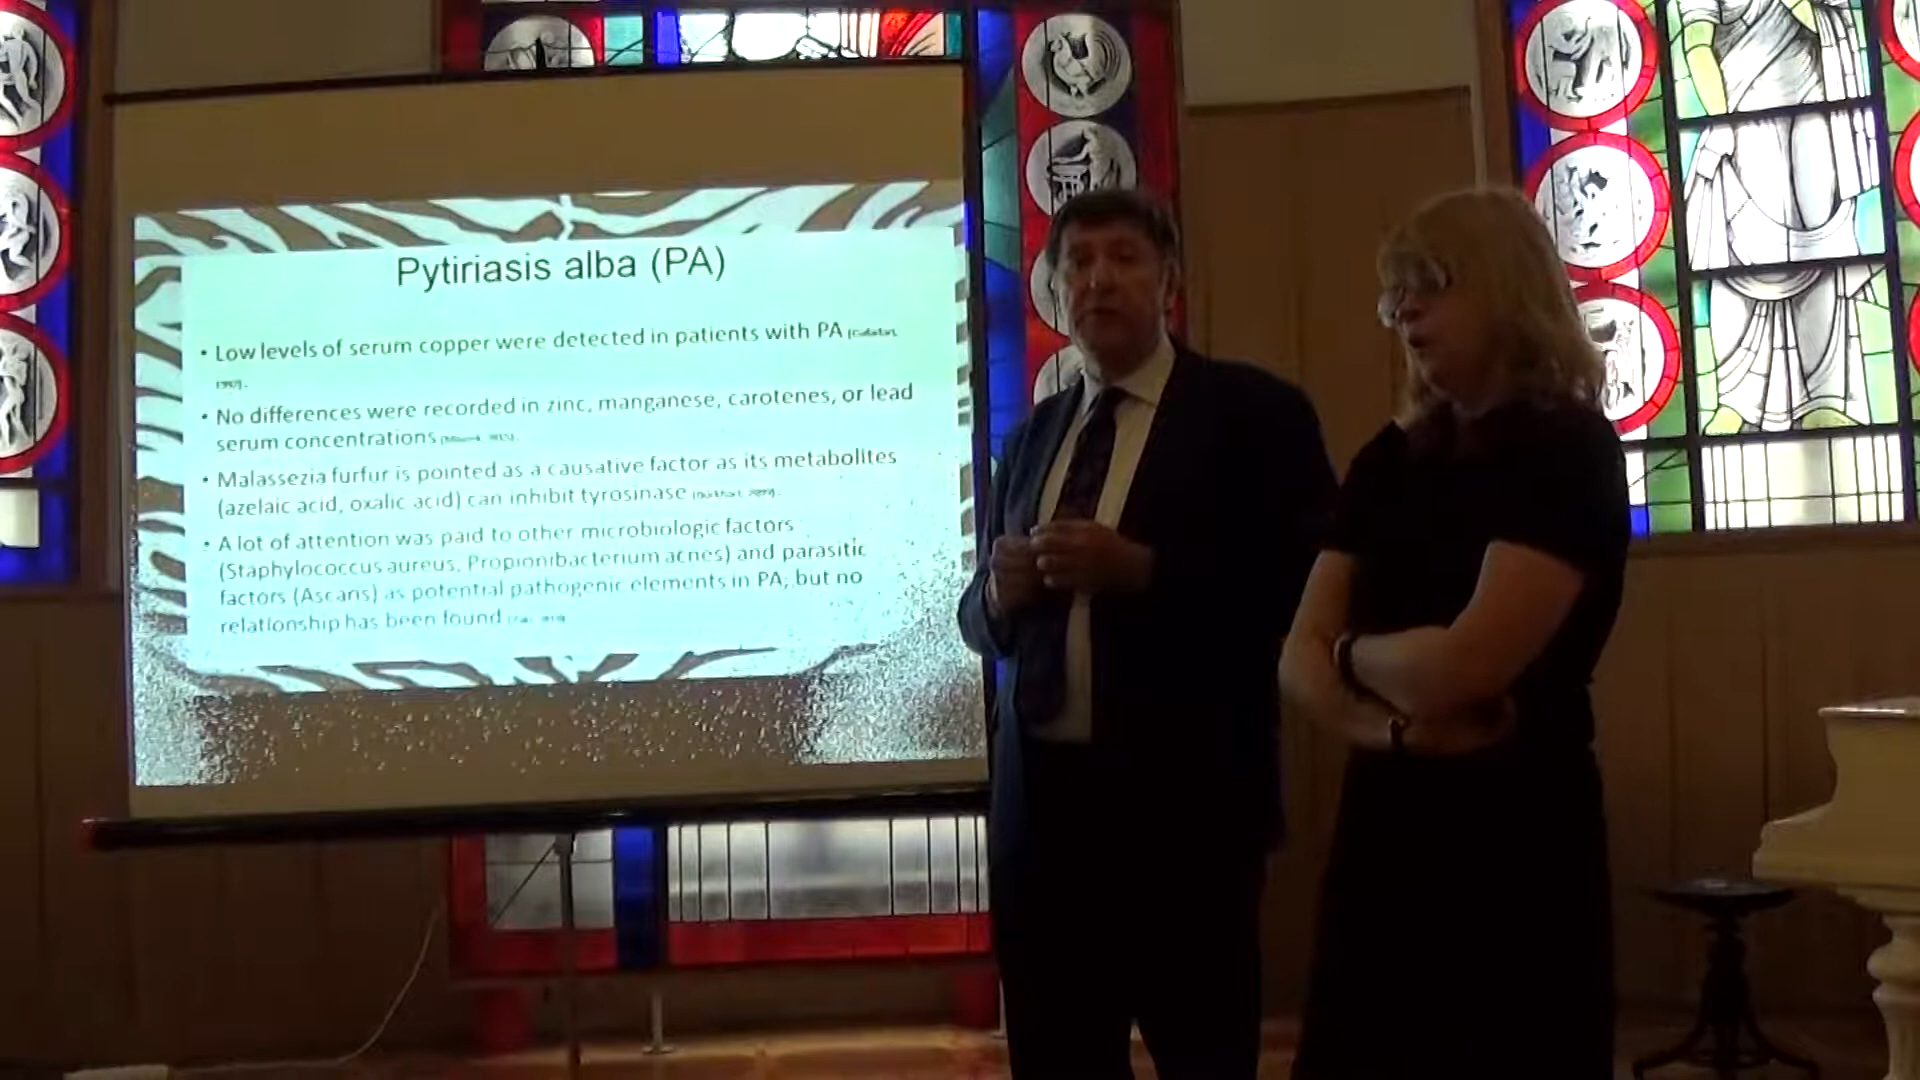 Pytiriasis alba (PA)
• Low levels of serum copper were detected in patients with PA
• No differences were recorded in zinc, manganese, carotenes, or lead
serum concentrations
• Malassezia furfur is pointed as a causative factor as its metabolites
(azelaic acid, oxalic acid) can inhibit tyrosinase
• A lot of attention was paid to other microbiologic factors
(Staphylococcus aureus, Propionibacterium acnes) and parasitic
factors (Ascaris) as potential pathogenic elements in PA, but no
relationship has been found